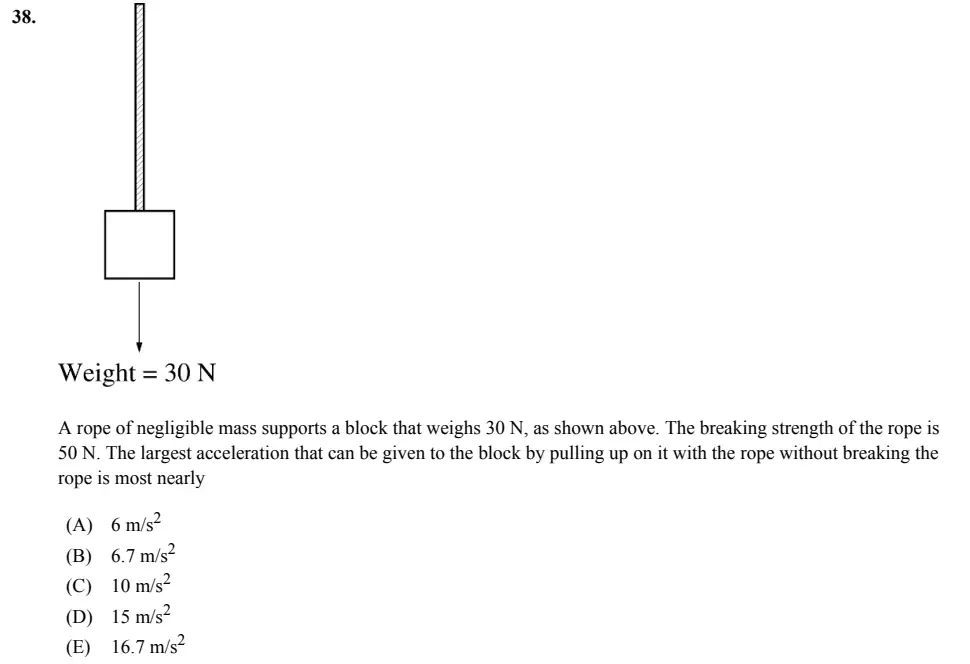 38.
Weight = 30 N
A rope of negligible mass supports a block that weighs 30 N, as shown above. The breaking strength of the rope is
50 N. The largest acceleration that can be given to the block by pulling up on it with the rope without breaking the
rope is most nearly
(A) 6 m/s²
(B) 6.7 m/s²
(C) 10 m/s²
(D) 15 m/s²
(E) 16.7 m/s²